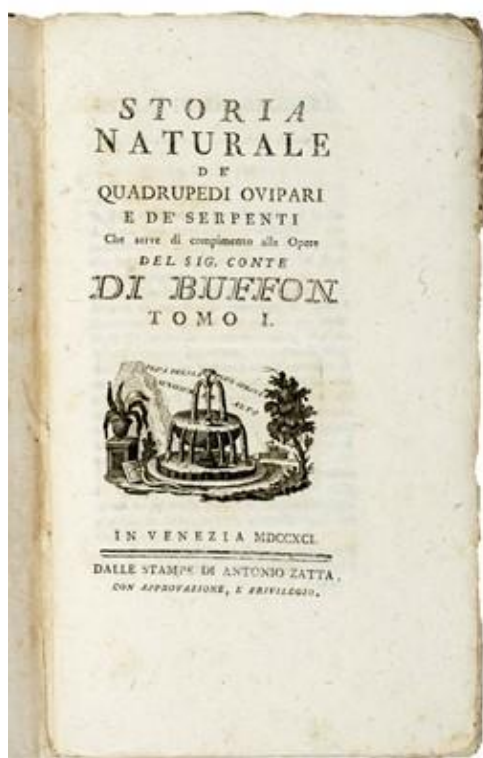 STORIA
NATURALE
DE'
QUADRUPEDI OVIPARI
E DE' SERPENTI
Che serve di compimento alle Opere
DEL SIG. CONTE
DI BUFFON
TOMO I.
IN VENEZIA MDCCXCI.
DALLE STAMPE DI ANTONIO ZATTA,
CON APPROVAZIONE, E PRIVILEGIO.